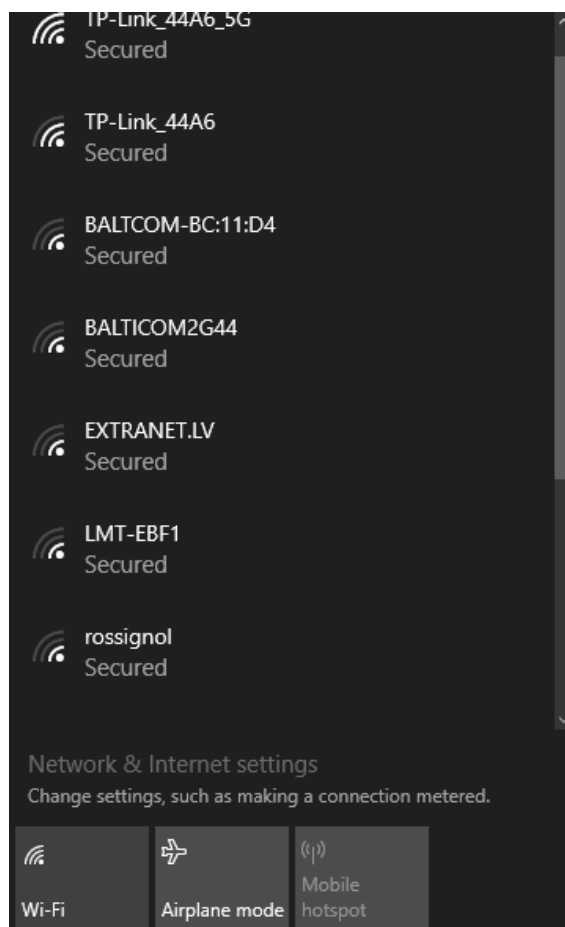 TP-Link_44A6_5G
Secured
TP-Link_44A6
Secured
BALTCOM-BC:11:D4
Secured
BALTICOM2G44
Secured
EXTRANET.LV
Secured
LMT-EBF1
Secured
rossignol
Secured
Network & Internet settings
Change settings, such as making a connection metered.
Wi-Fi
Airplane mode
Mobile
hotspot